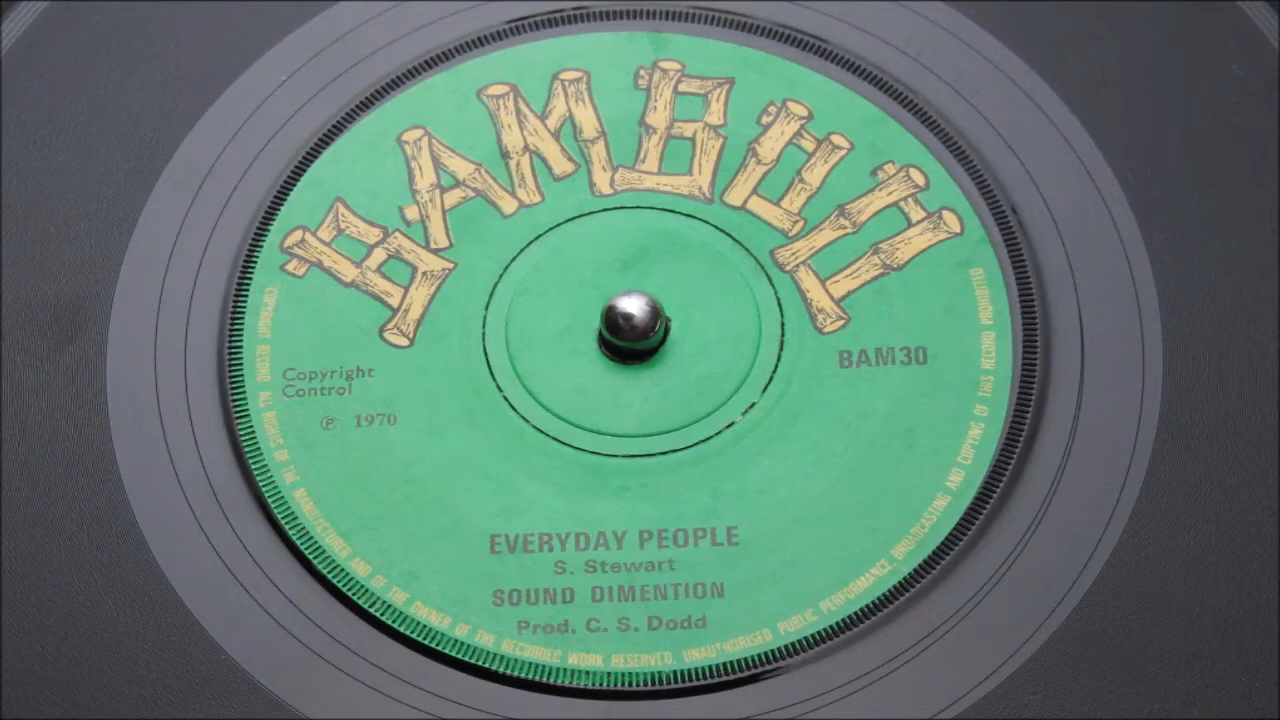 BAMBOO
BAM30
Copyright
Control
℗ 1970
EVERYDAY PEOPLE
S. Stewart
SOUND DIMENTION
Prod. C. S. Dodd
COPYRIGHT RECORD ALL RIGHTS OF THE MANUFACTURER AND OF THE OWNER OF THE RECORDED WORK RESERVED. UNAUTHORISED PUBLIC PERFORMANCE, BROADCASTING AND COPYING OF THIS RECORD PROHIBITED